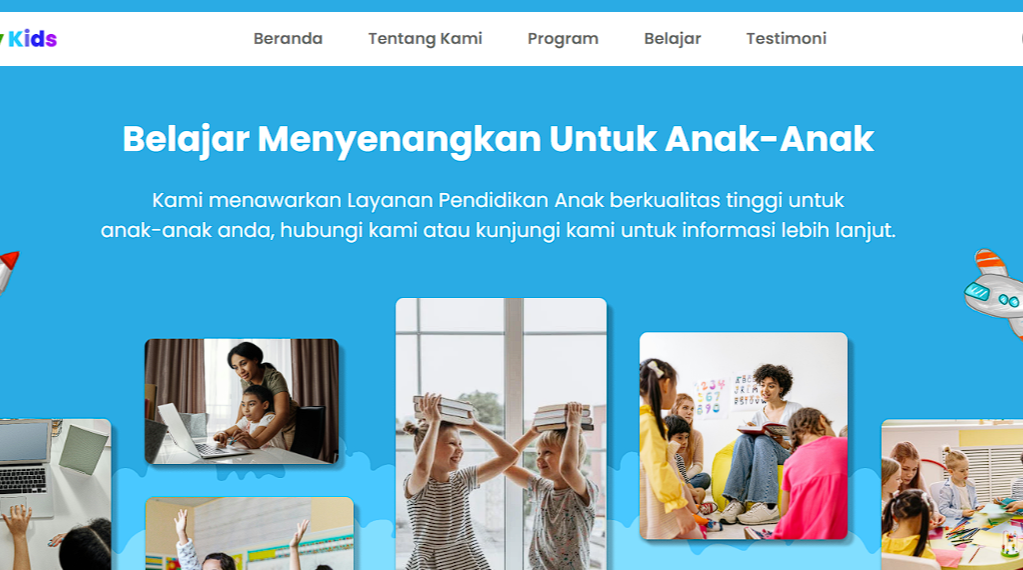 Kids
Beranda Tentang Kami Program Belajar Testimoni
Belajar Menyenangkan Untuk Anak-Anak
Kami menawarkan Layanan Pendidikan Anak berkualitas tinggi untuk
anak-anak anda, hubungi kami atau kunjungi kami untuk informasi lebih lanjut.